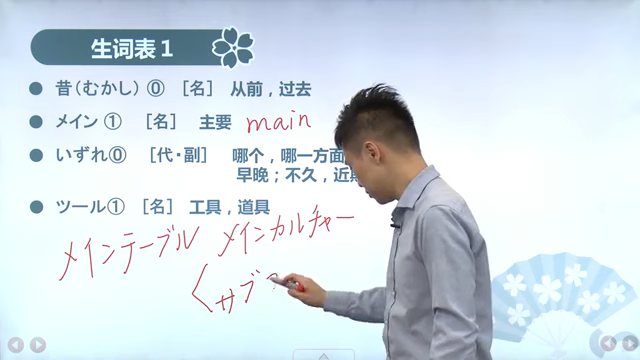 生词表1
昔(むかし)⓪ [名] 从前,过去
メイン① [名] 主要 main
いずれ⓪ [代・副] 哪个,哪一方面
早晚;不久,近
ツール① [名] 工具,道具
メインテーブル メインカルチャー
サブ